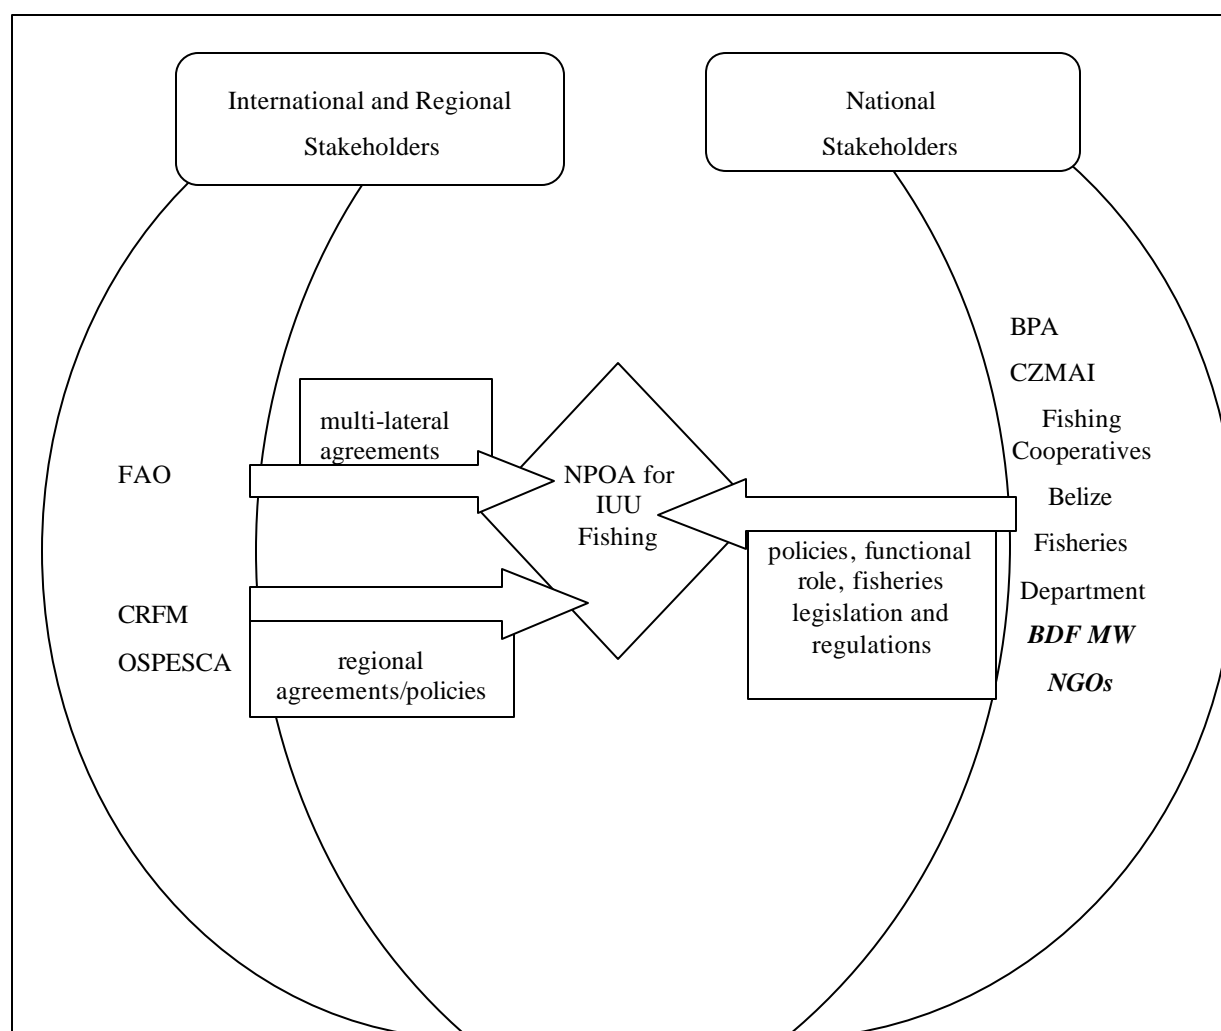 International and Regional
Stakeholders
National
Stakeholders
multi-lateral
agreements
FAO
CRFM
OSPESCA
regional
agreements/policies
NPOA for
IUU
Fishing
policies, functional
role, fisheries
legislation and
regulations
BPA
CZMAI
Fishing
Cooperatives
Belize
Fisheries
Department
BDF MW
NGOs